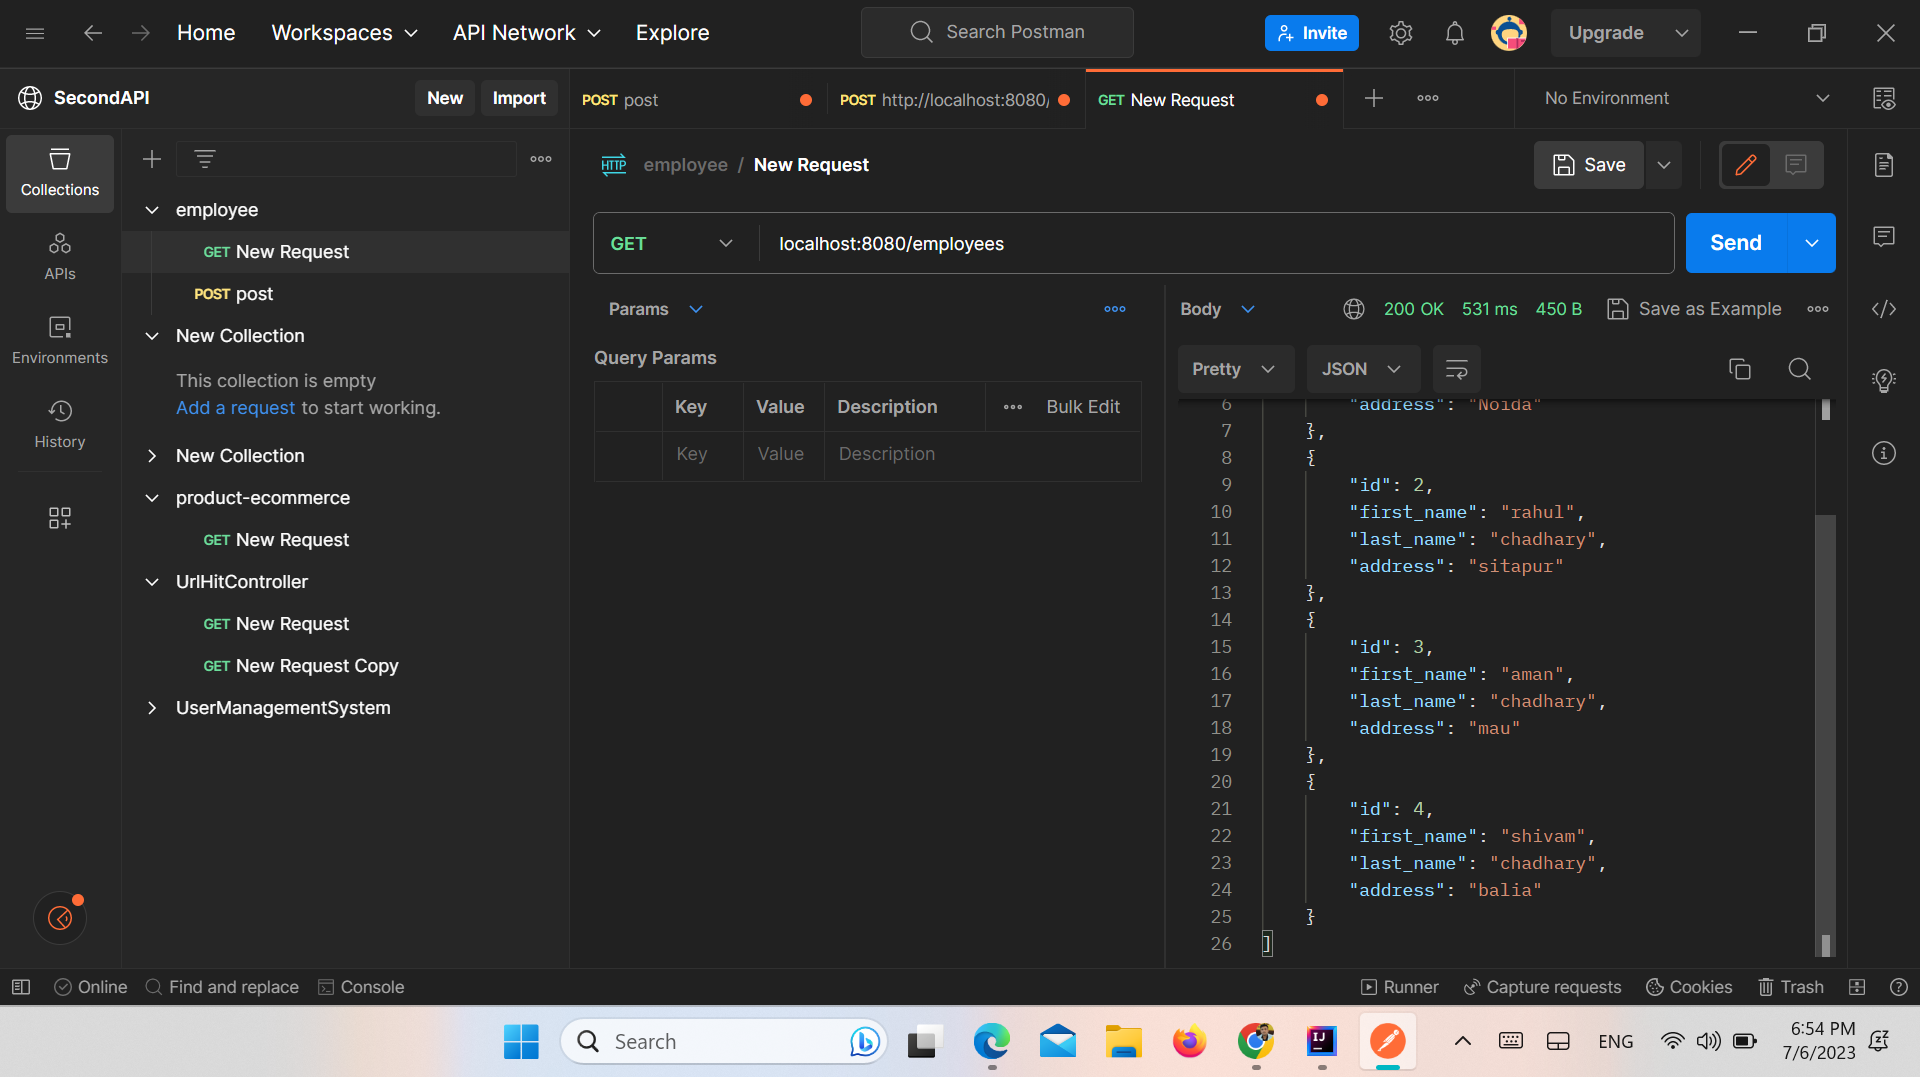 Home Workspaces API Network Explore Search Postman Invite Upgrade
SecondAPI New Import POST post POST http://localhost:8080/ GET New Request No Environment
employee / New Request Save
Collections
APIs
Environments
History
employee
GET New Request
POST post
New Collection
This collection is empty
Add a request to start working.
New Collection
product-ecommerce
GET New Request
UrlHitController
GET New Request
GET New Request Copy
UserManagementSystem
GET localhost:8080/employees Send
Params
Query Params
Key Value Description Bulk Edit
Key Value Description
Body 200 OK 531 ms 450 B Save as Example
Pretty JSON
6 "address": "Noida"
7 },
8 {
9 "id": 2,
10 "first_name": "rahul",
11 "last_name": "chadhary",
12 "address": "sitapur"
13 },
14 {
15 "id": 3,
16 "first_name": "aman",
17 "last_name": "chadhary",
18 "address": "mau"
19 },
20 {
21 "id": 4,
22 "first_name": "shivam",
23 "last_name": "chadhary",
24 "address": "balia"
25 }
26 ]
Online Find and replace Console Runner Capture requests Cookies Trash
Search ENG 6:54 PM
7/6/2023